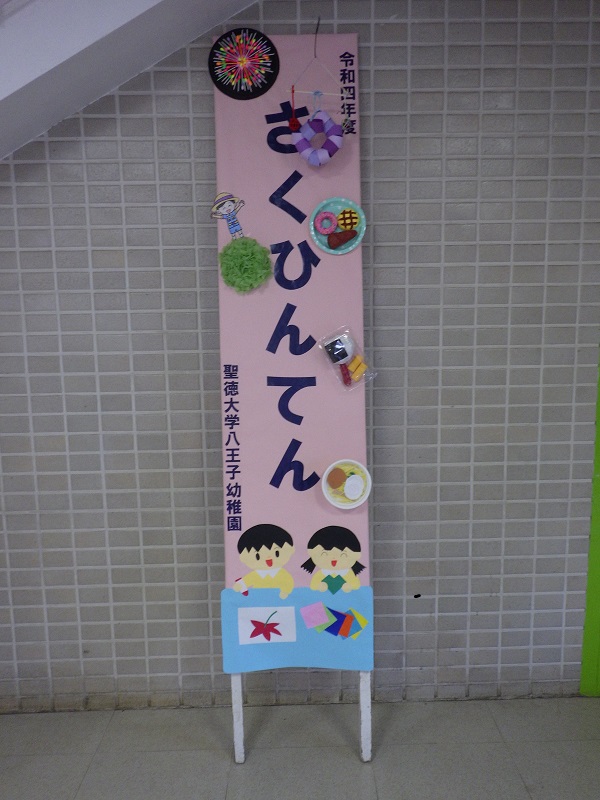 令和四年度
さくひんてん
聖徳大学八王子幼稚園